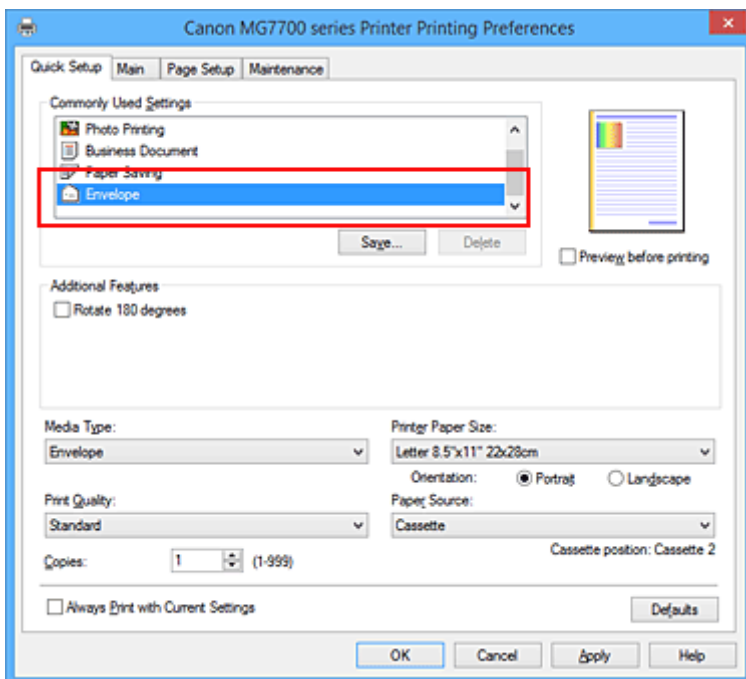 Canon MG7700 series Printer Printing Preferences
Quick Setup Main Page Setup Maintenance
Commonly Used Settings
Photo Printing
Business Document
Paper Saving
Envelope
Save... Delete
Preview before printing
Additional Features
Rotate 180 degrees
Media Type:
Envelope
Printer Paper Size:
Letter 8.5"x11" 22x28cm
Orientation: Portrait Landscape
Print Quality:
Standard
Paper Source:
Cassette
Cassette position: Cassette 2
Copies: 1 (1-999)
Always Print with Current Settings
Defaults
OK Cancel Apply Help